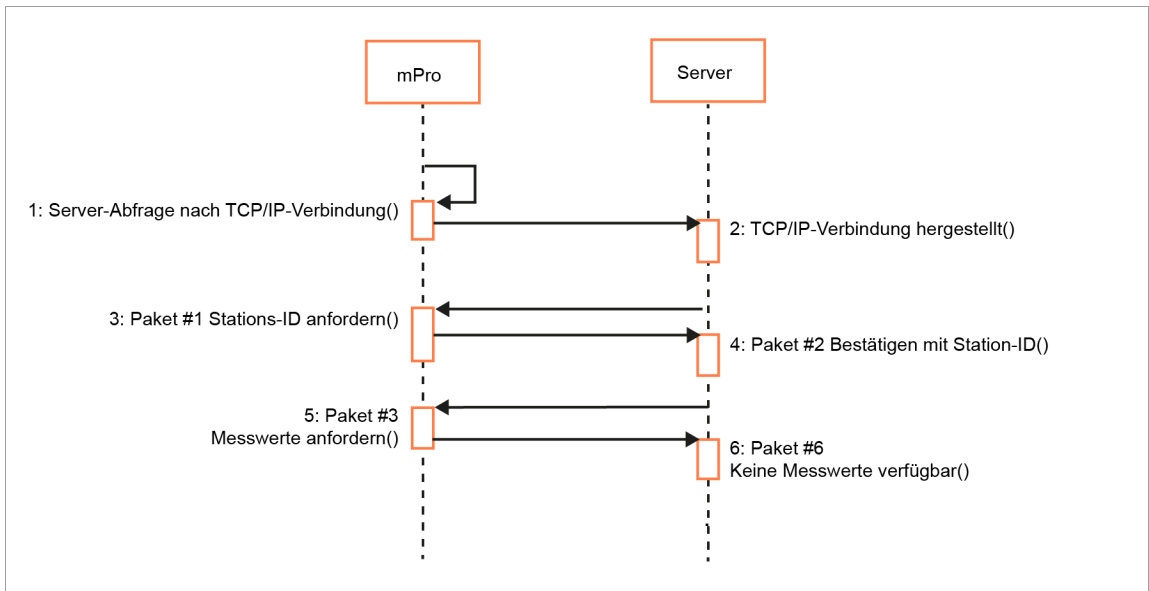 mPro
Server
1: Server-Abfrage nach TCP/IP-Verbindung()
2: TCP/IP-Verbindung hergestellt()
3: Paket #1 Stations-ID anfordern()
4: Paket #2 Bestätigen mit Station-ID()
5: Paket #3
Messwerte anfordern()
6: Paket #6
Keine Messwerte verfügbar()